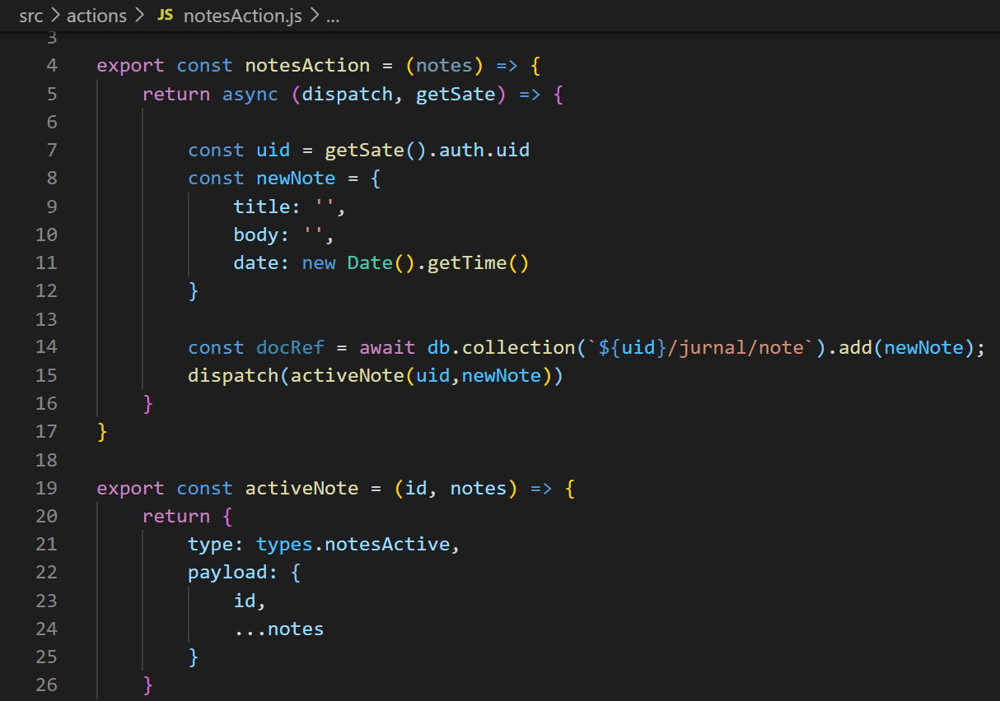 src > actions > JS notesAction.js > ...
3
4 export const notesAction = (notes) => {
5 return async (dispatch, getSate) => {
6
7 const uid = getSate().auth.uid
8 const newNote = {
9 title: '',
10 body: '',
11 date: new Date().getTime()
12 }
13
14 const docRef = await db.collection(`${uid}/jurnal/note`).add(newNote);
15 dispatch(activeNote(uid,newNote))
16 }
17 }
18
19 export const activeNote = (id, notes) => {
20 return {
21 type: types.notesActive,
22 payload: {
23 id,
24 ...notes
25 }
26 }